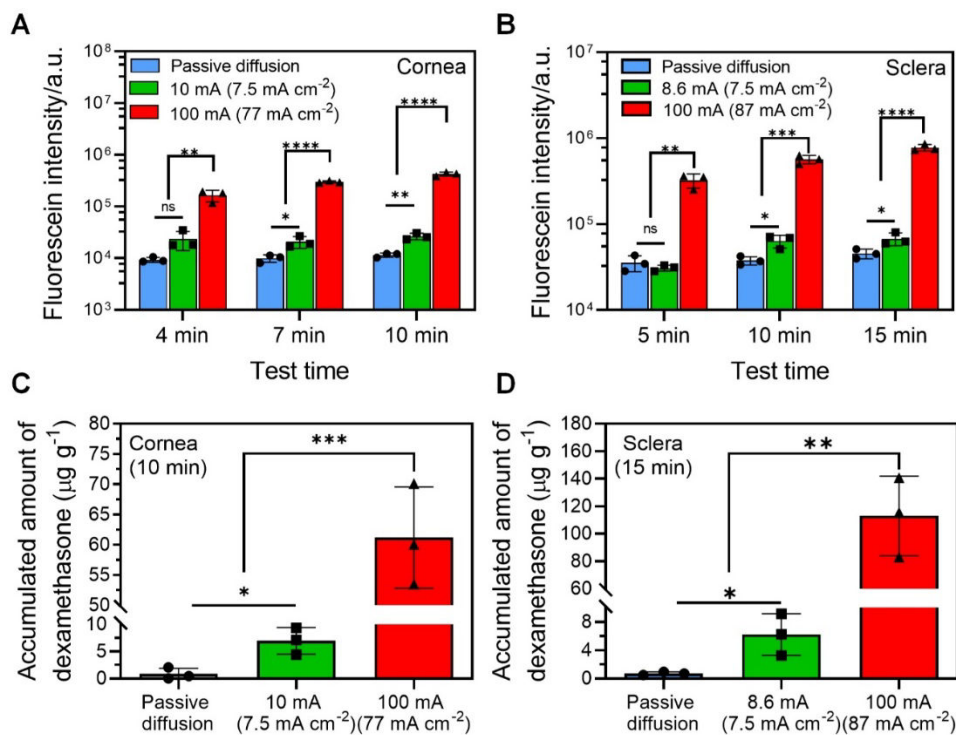 A
Fluorescein intensity/a.u.
10⁸
10⁷
10⁶
10⁵
10⁴
10³
Passive diffusion
10 mA (7.5 mA cm⁻²)
100 mA (77 mA cm⁻²)
Cornea
ns
**
*
****
**
****
4 min
7 min
10 min
Test time
B
Fluorescein intensity/a.u.
10⁷
10⁶
10⁵
10⁴
Passive diffusion
8.6 mA (7.5 mA cm⁻²)
100 mA (87 mA cm⁻²)
Sclera
ns
**
*
***
*
****
5 min
10 min
15 min
Test time
C
Accumulated amount of
dexamethasone (μg g⁻¹)
80
75
70
65
60
55
50
10
5
0
Cornea
(10 min)
*
***
Passive
diffusion
10 mA
(7.5 mA cm⁻²)
100 mA
(77 mA cm⁻²)
D
Accumulated amount of
dexamethasone (μg g⁻¹)
180
160
140
120
100
80
60
8
4
0
Sclera
(15 min)
*
**
Passive
diffusion
8.6 mA
(7.5 mA cm⁻²)
100 mA
(87 mA cm⁻²)